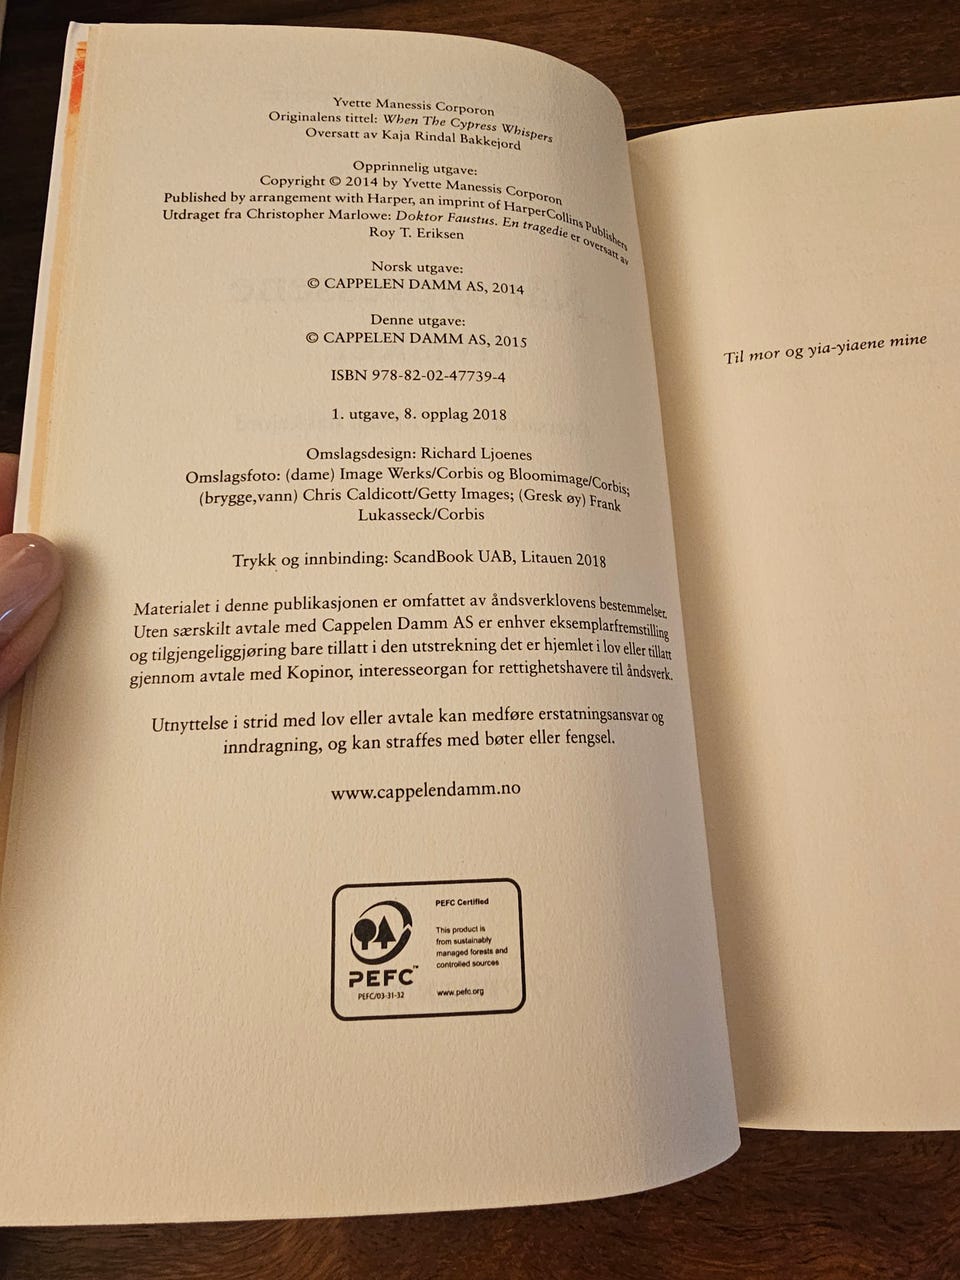 Yvette Manessis Corporon
Originalens tittel: When The Cypress Whispers
Oversatt av Kaja Rindal Bakkejord
Opprinnelig utgave:
Copyright © 2014 by Yvette Manessis Corporon
Published by arrangement with Harper, an imprint of HarperCollins Publishers
Utdraget fra Christopher Marlowe: Doktor Faustus. En tragedie er oversatt av
Roy T. Eriksen
Norsk utgave:
© CAPPELEN DAMM AS, 2014
Denne utgave:
© CAPPELEN DAMM AS, 2015
ISBN 978-82-02-47739-4
1. utgave, 8. opplag 2018
Omslagsdesign: Richard Ljoenes
Omslagsfoto: (dame) Image Werks/Corbis og Bloomimage/Corbis;
(brygge,vann) Chris Caldicott/Getty Images; (Gresk øy) Frank
Lukasseck/Corbis
Trykk og innbinding: ScandBook UAB, Litauen 2018
Materialet i denne publikasjonen er omfattet av åndsverklovens bestemmelser.
Uten særskilt avtale med Cappelen Damm AS er enhver eksemplarfremstilling
og tilgjengeliggjøring bare tillatt i den utstrekning det er hjemlet i lov eller tillatt
gjennom avtale med Kopinor, interesseorgan for rettighetshavere til åndsverk.
Utnyttelse i strid med lov eller avtale kan medføre erstatningsansvar og
inndragning, og kan straffes med bøter eller fengsel.
www.cappelendamm.no
PEFC™
PEFC/03-31-32
PEFC Certified
This product is
from sustainably
managed forests and
controlled sources
www.pefc.org
Til mor og yia-yiaene mine